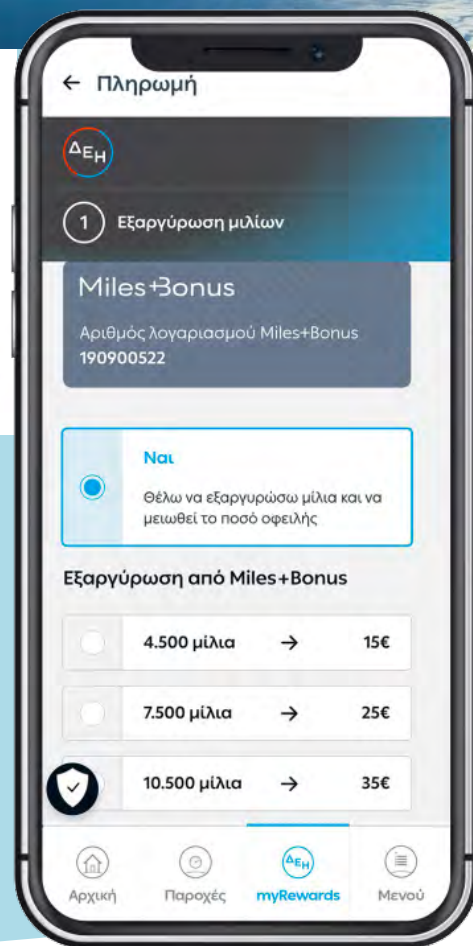 ← Πληρωμή
ΔΕΗ
1 Εξαργύρωση μιλίων
Miles+Bonus
Αριθμός λογαριασμού Miles+Bonus
190900522
Ναι
Θέλω να εξαργυρώσω μίλια και να
μειωθεί το ποσό οφειλής
Εξαργύρωση από Miles+Bonus
4.500 μίλια → 15€
7.500 μίλια → 25€
10.500 μίλια → 35€
ΔΕΗ
Αρχική Παροχές myRewards Μενού